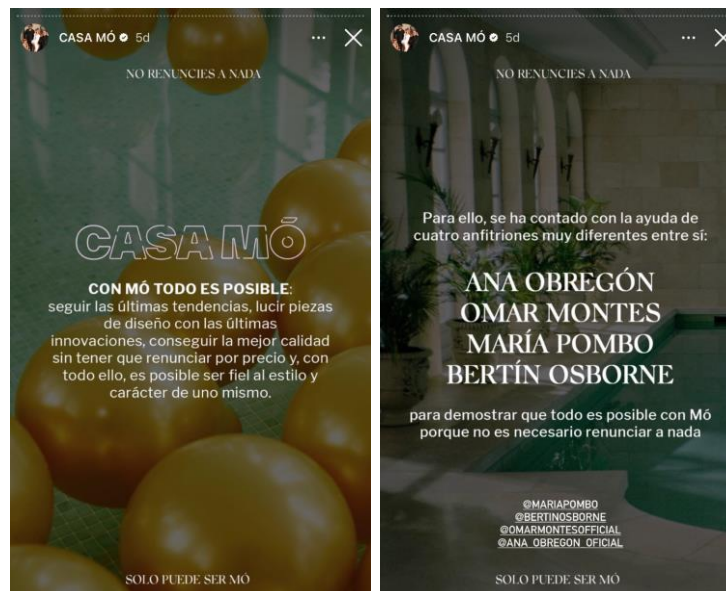 CASA MÓ 5d
NO RENUNCIES A NADA
CASA MÓ
CON MÓ TODO ES POSIBLE:
seguir las últimas tendencias, lucir piezas
de diseño con las últimas
innovaciones, conseguir la mejor calidad
sin tener que renunciar por precio y, con
todo ello, es posible ser fiel al estilo y
carácter de uno mismo.
SOLO PUEDE SER MÓ
CASA MÓ 5d
NO RENUNCIES A NADA
Para ello, se ha contado con la ayuda de
cuatro anfitriones muy diferentes entre sí:
ANA OBREGÓN
OMAR MONTES
MARÍA POMBO
BERTÍN OSBORNE
para demostrar que todo es posible con Mó
porque no es necesario renunciar a nada
@MARIAPOMBO
@BERTINOSBORNE
@OMARMONTESOFFICIAL
@ANA_OBREGON_OFICIAL
SOLO PUEDE SER MÓ